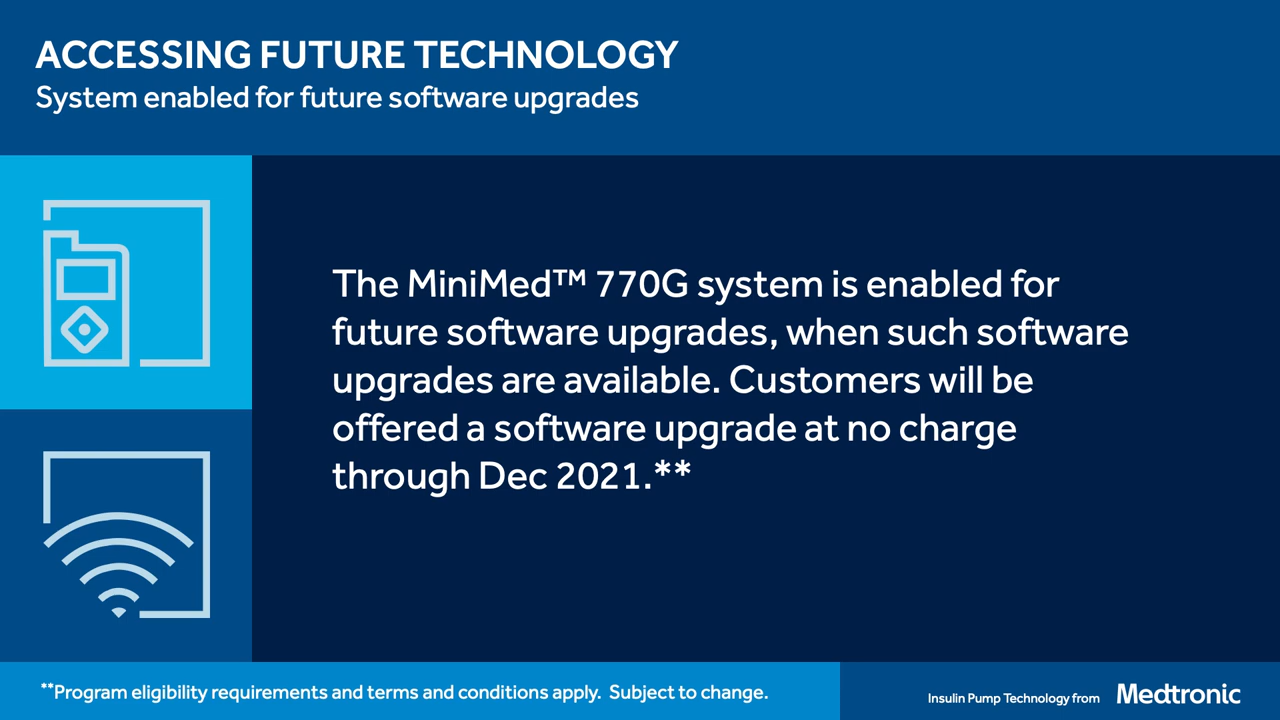 ACCESSING FUTURE TECHNOLOGY
System enabled for future software upgrades
The MiniMed™ 770G system is enabled for
future software upgrades, when such software
upgrades are available. Customers will be
offered a software upgrade at no charge
through Dec 2021.**
**Program eligibility requirements and terms and conditions apply.  Subject to change.
Insulin Pump Technology from Medtronic